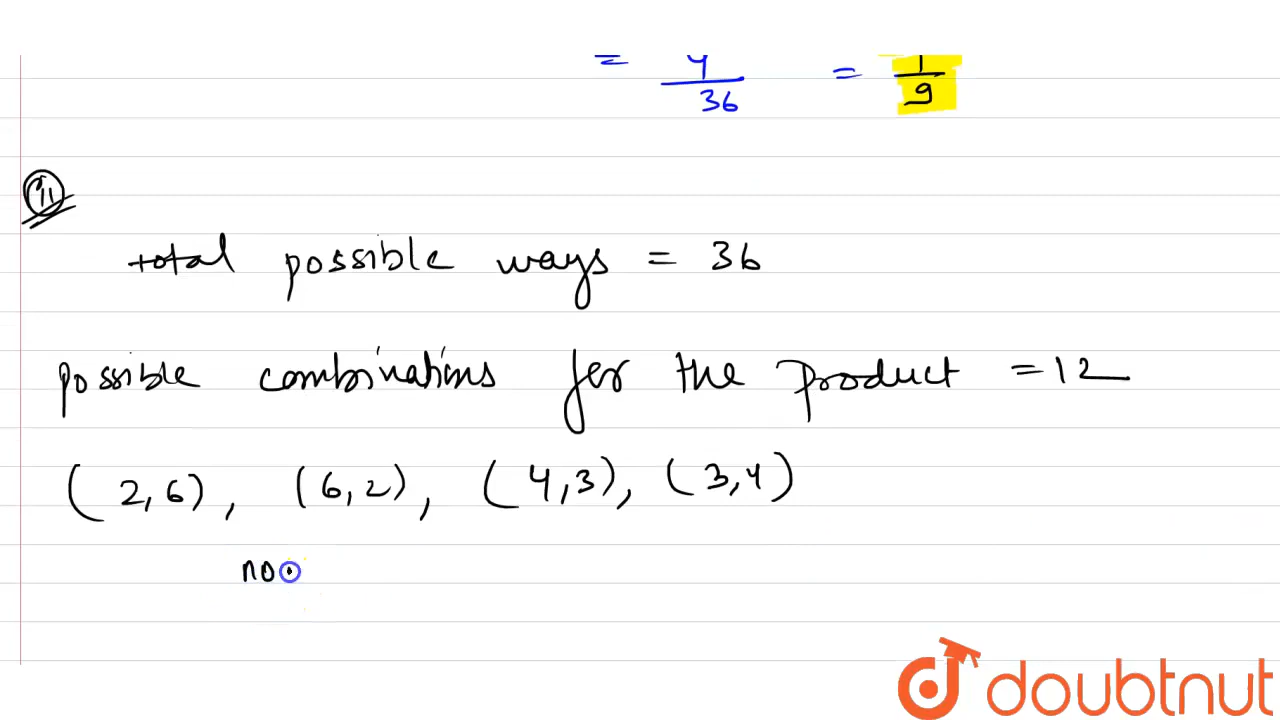 = 4/36 = 1/9
total possible ways = 36
possible combinations for the product = 12
(2,6), (6,2), (4,3), (3,4)
no
doubtnut